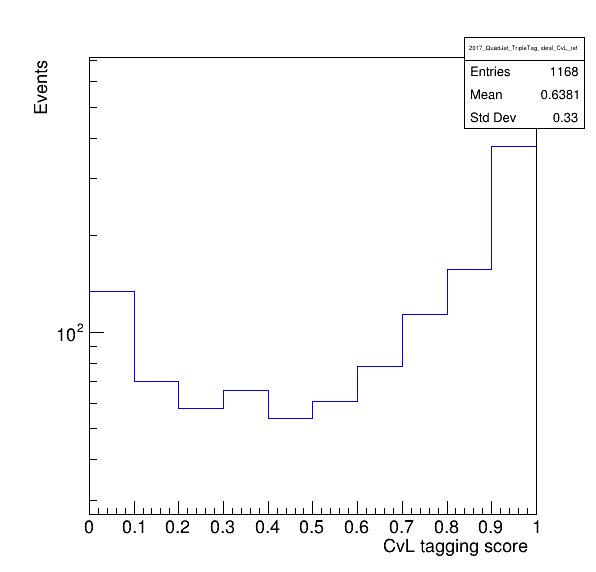 2017_QuadJet_TripleTag_ideal_CvL_ref
Entries 1168
Mean 0.6381
Std Dev 0.33
Events
10²
0 0.1 0.2 0.3 0.4 0.5 0.6 0.7 0.8 0.9 1
CvL tagging score